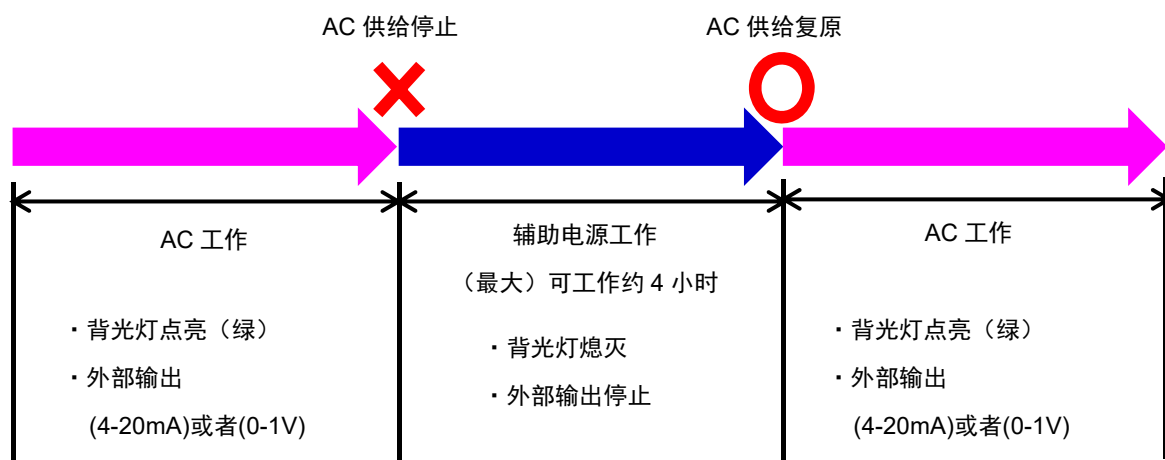 AC 供给停止
AC 供给复原
AC 工作
・背光灯点亮（绿）
・外部输出
(4-20mA)或者(0-1V)
辅助电源工作
（最大）可工作约 4 小时
・背光灯熄灭
・外部输出停止
AC 工作
・背光灯点亮（绿）
・外部输出
(4-20mA)或者(0-1V)